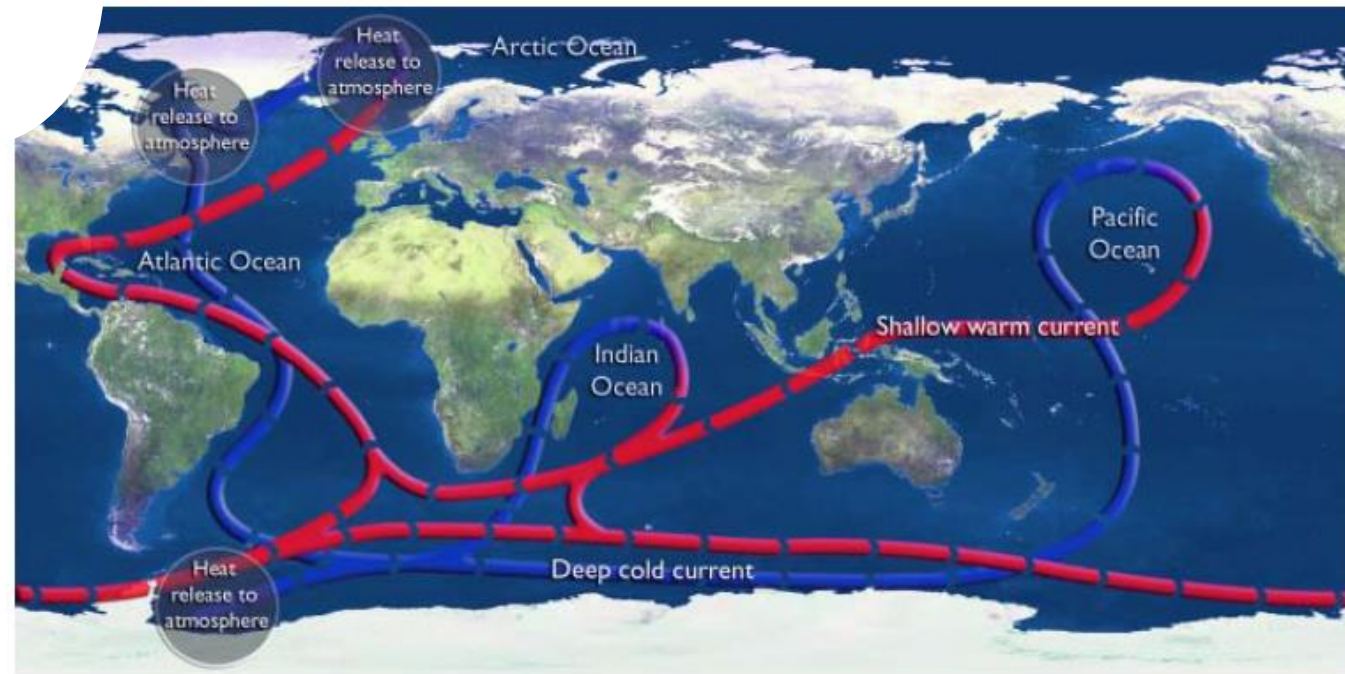 Heat
release to
atmosphere
Arctic Ocean
Heat
release to
atmosphere
Pacific
Ocean
Atlantic Ocean
Shallow warm current
Indian
Ocean
Deep cold current
Heat
release to
atmosphere